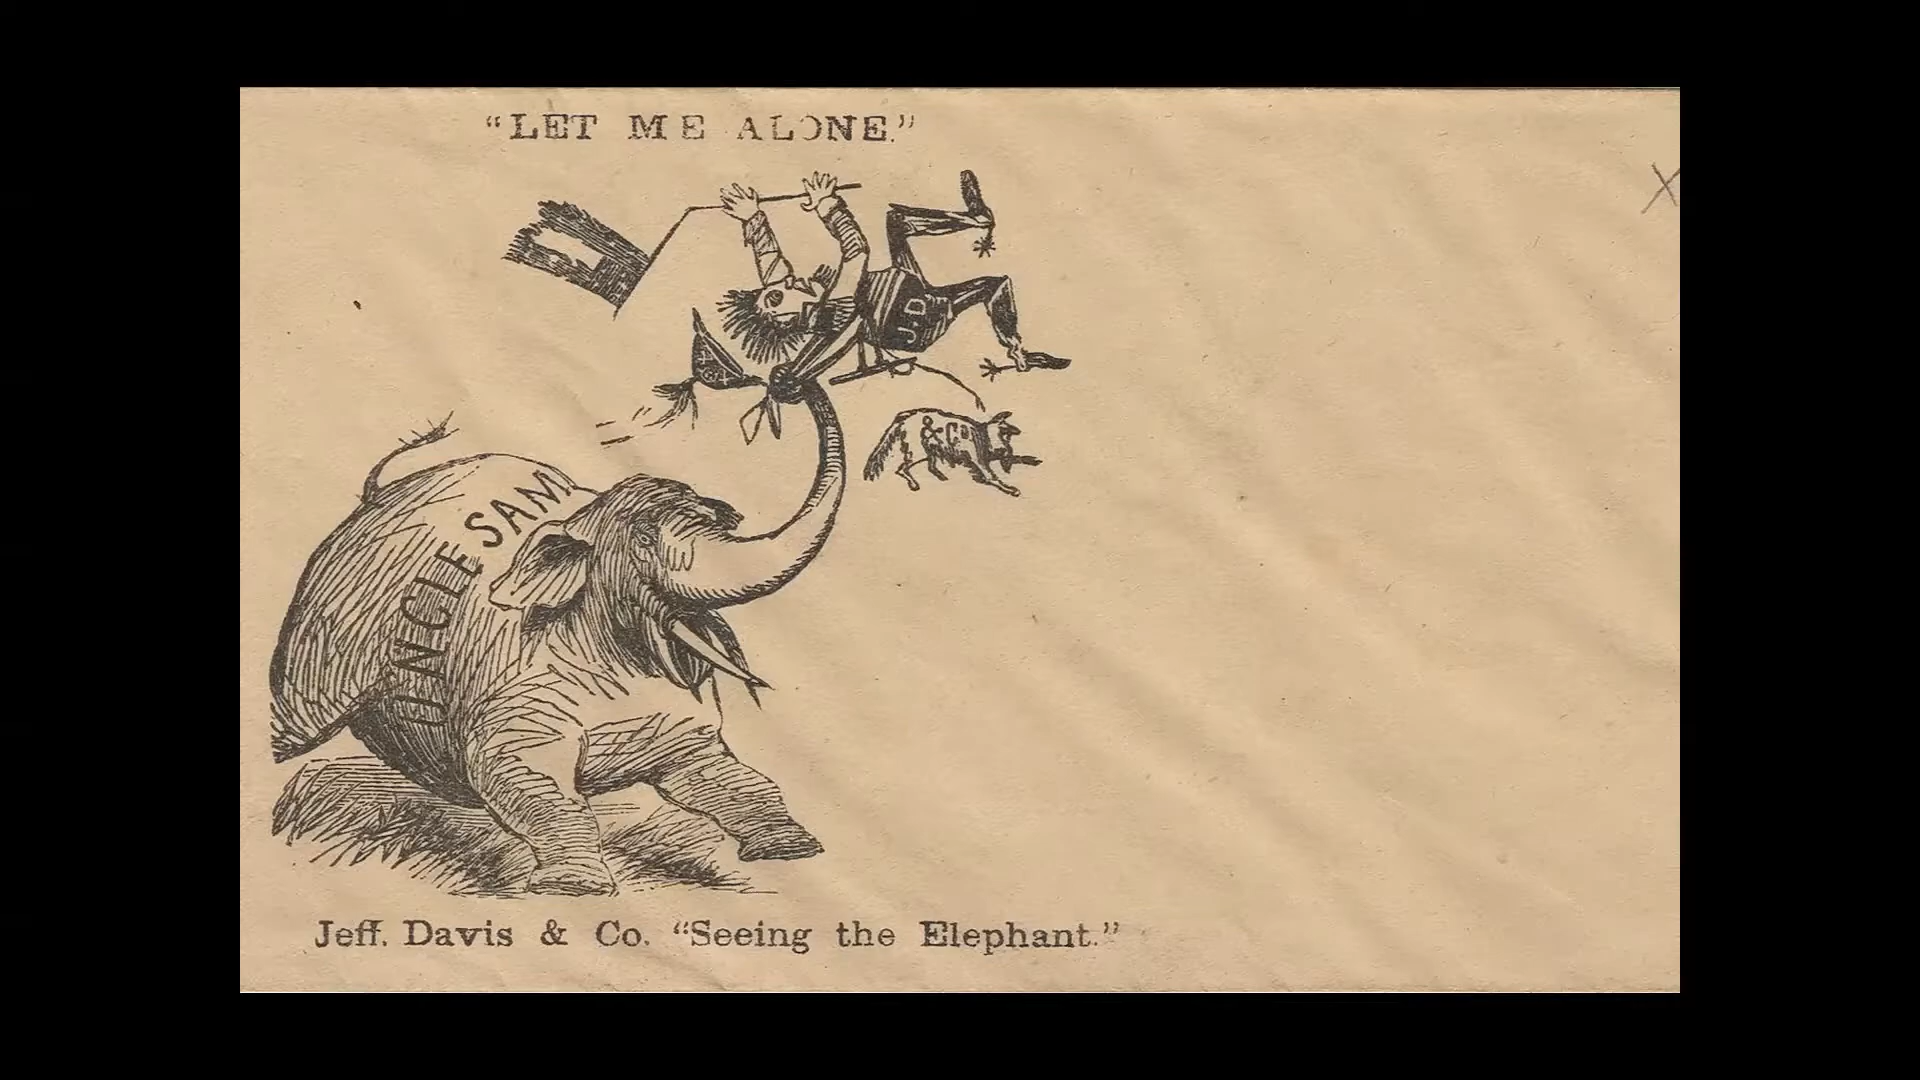 “LET ME ALONE.”
J.D
& Co
UNCLE SAM
Jeff. Davis & Co. “Seeing the Elephant.”